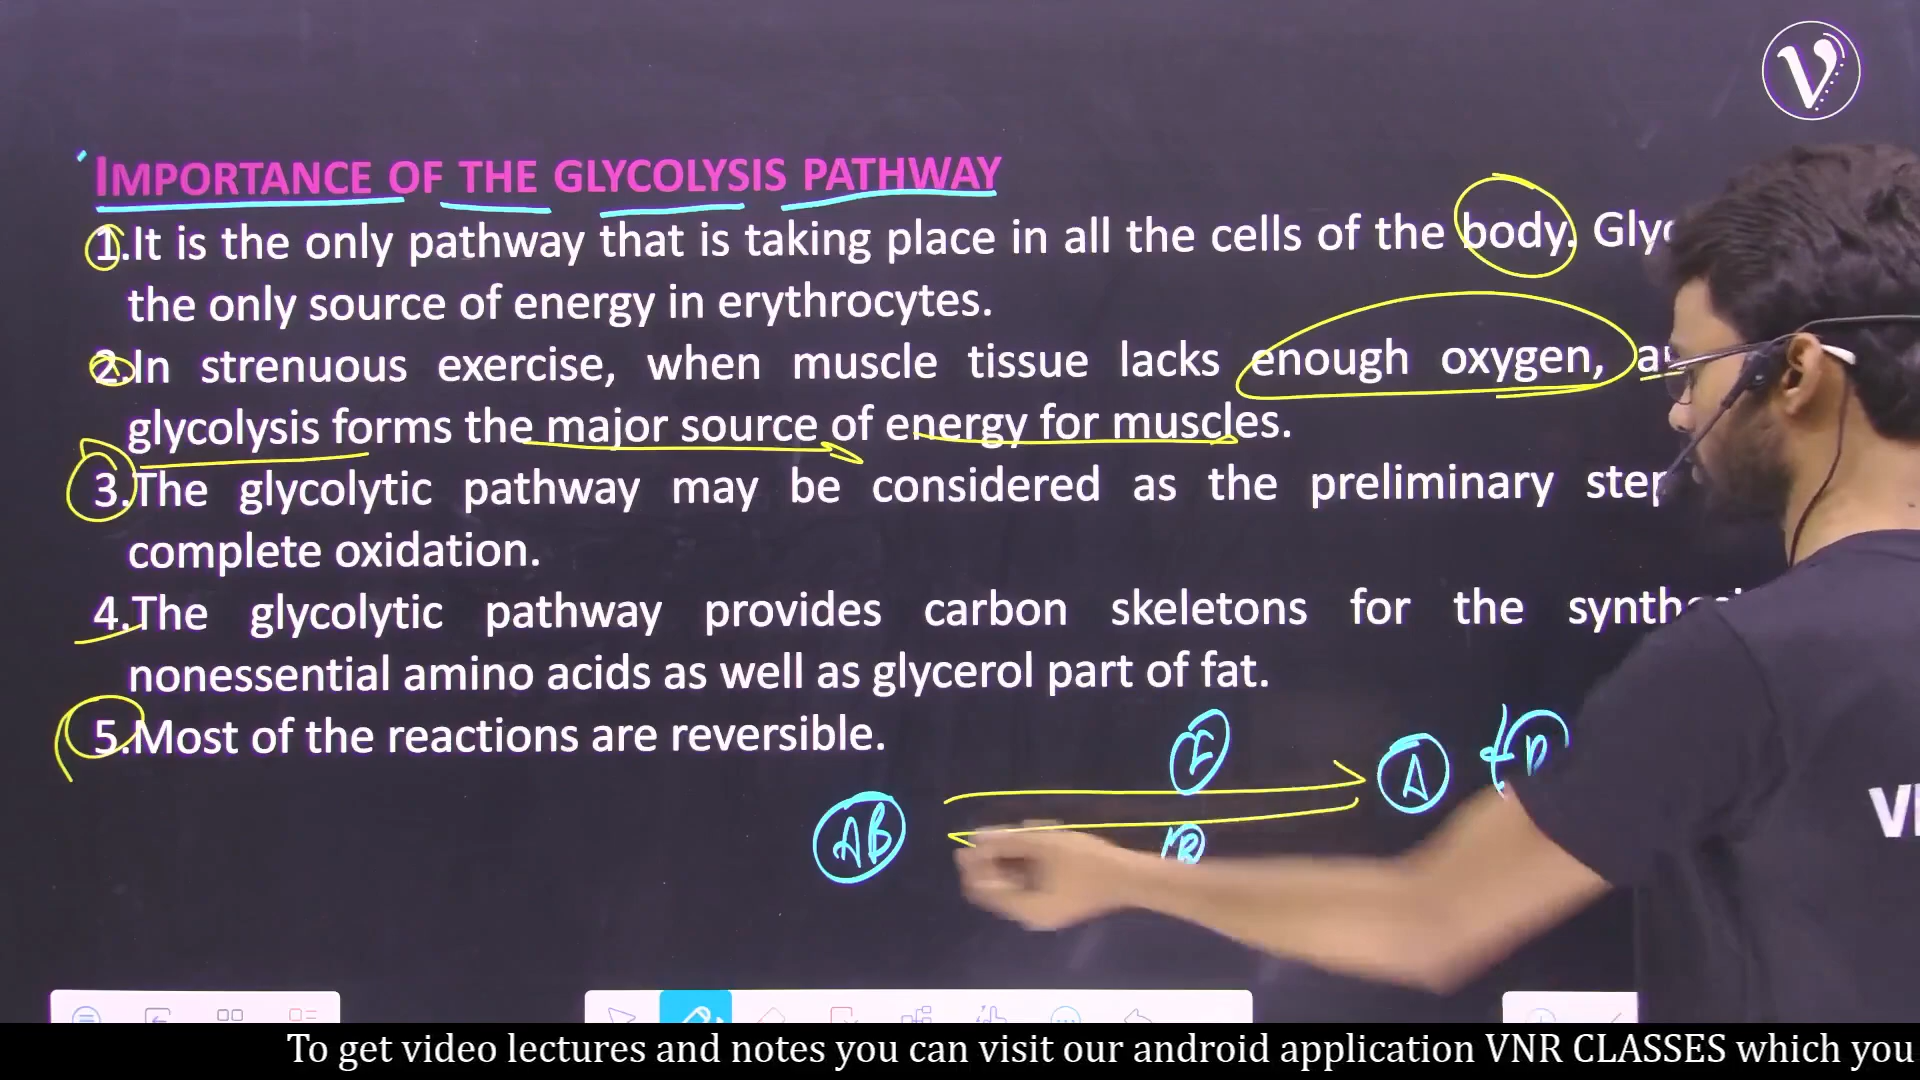 V
IMPORTANCE OF THE GLYCOLYSIS PATHWAY
1.It is the only pathway that is taking place in all the cells of the body.
the only source of energy in erythrocytes.
2.In strenuous exercise, when muscle tissue lacks enough oxygen,
glycolysis forms the major source of energy for muscles.
3.The glycolytic pathway may be considered as the preliminary
complete oxidation.
4.The glycolytic pathway provides carbon skeletons for the
nonessential amino acids as well as glycerol part of fat.
5.Most of the reactions are reversible.
E
A
AB
To get video lectures and notes you can visit our android application VNR CLASSES which you